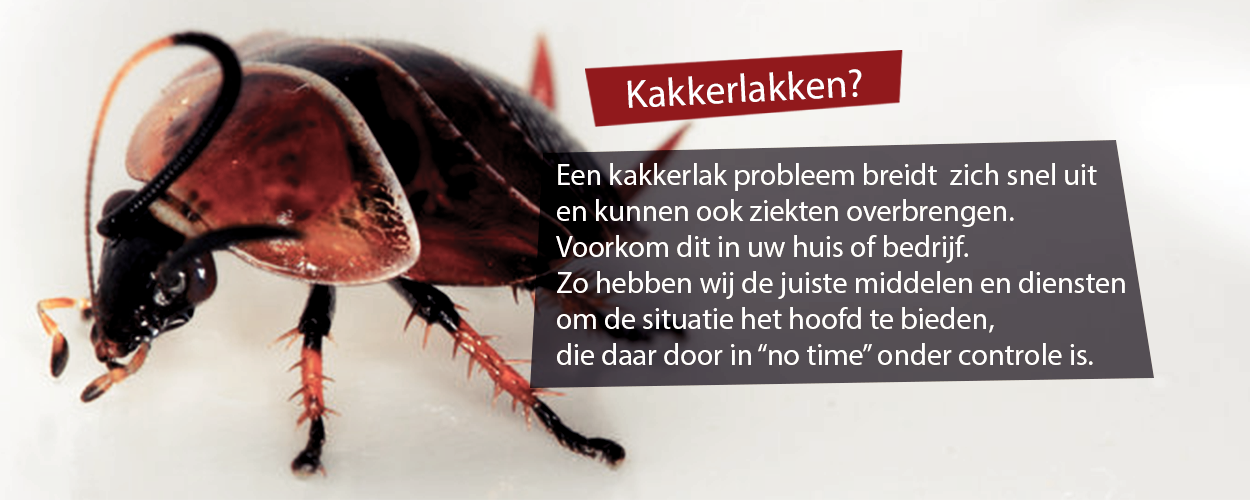 Kakkerlakken?
Een kakkerlak probleem breidt  zich snel uit
en kunnen ook ziekten overbrengen.
Voorkom dit in uw huis of bedrijf.
Zo hebben wij de juiste middelen en diensten
om de situatie het hoofd te bieden,
die daar door in “no time” onder controle is.